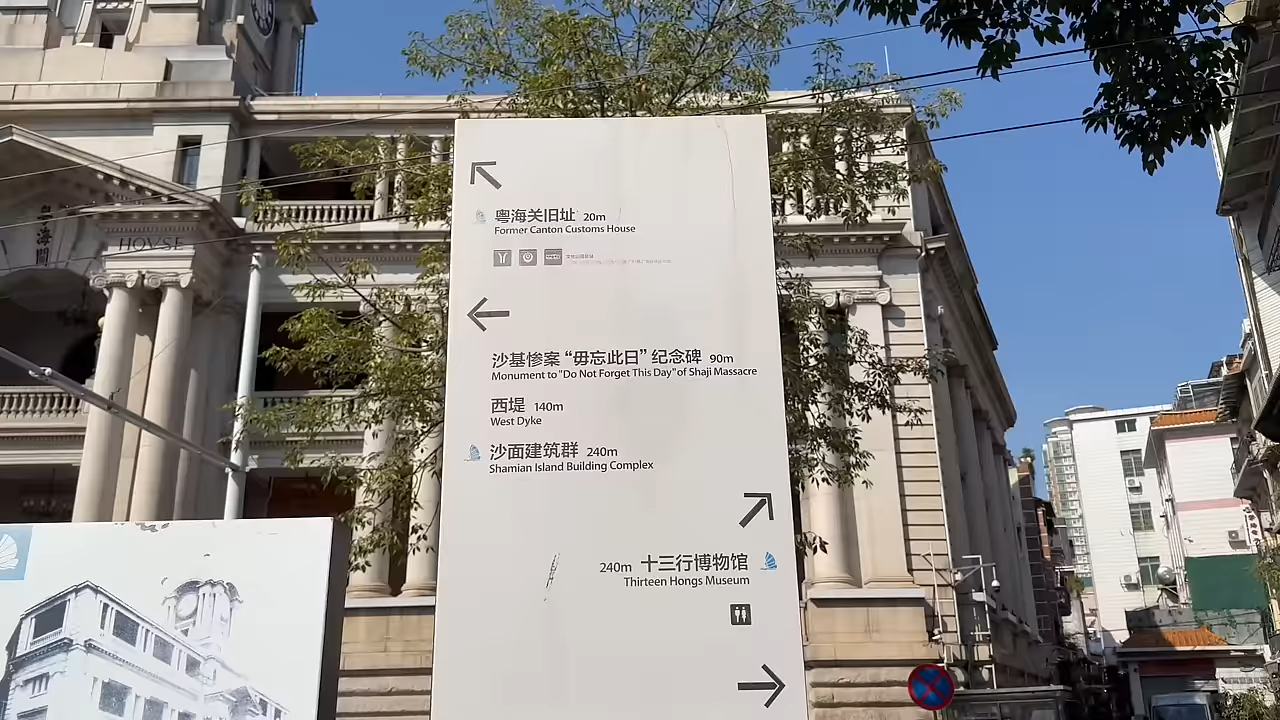 粤海關
HOVSE
粤海关旧址 20m
Former Canton Customs House
沙基惨案“毋忘此日”纪念碑 90m
Monument to "Do Not Forget This Day" of Shaji Massacre
西堤 140m
West Dyke
沙面建筑群 240m
Shamian Island Building Complex
240m 十三行博物馆
Thirteen Hongs Museum